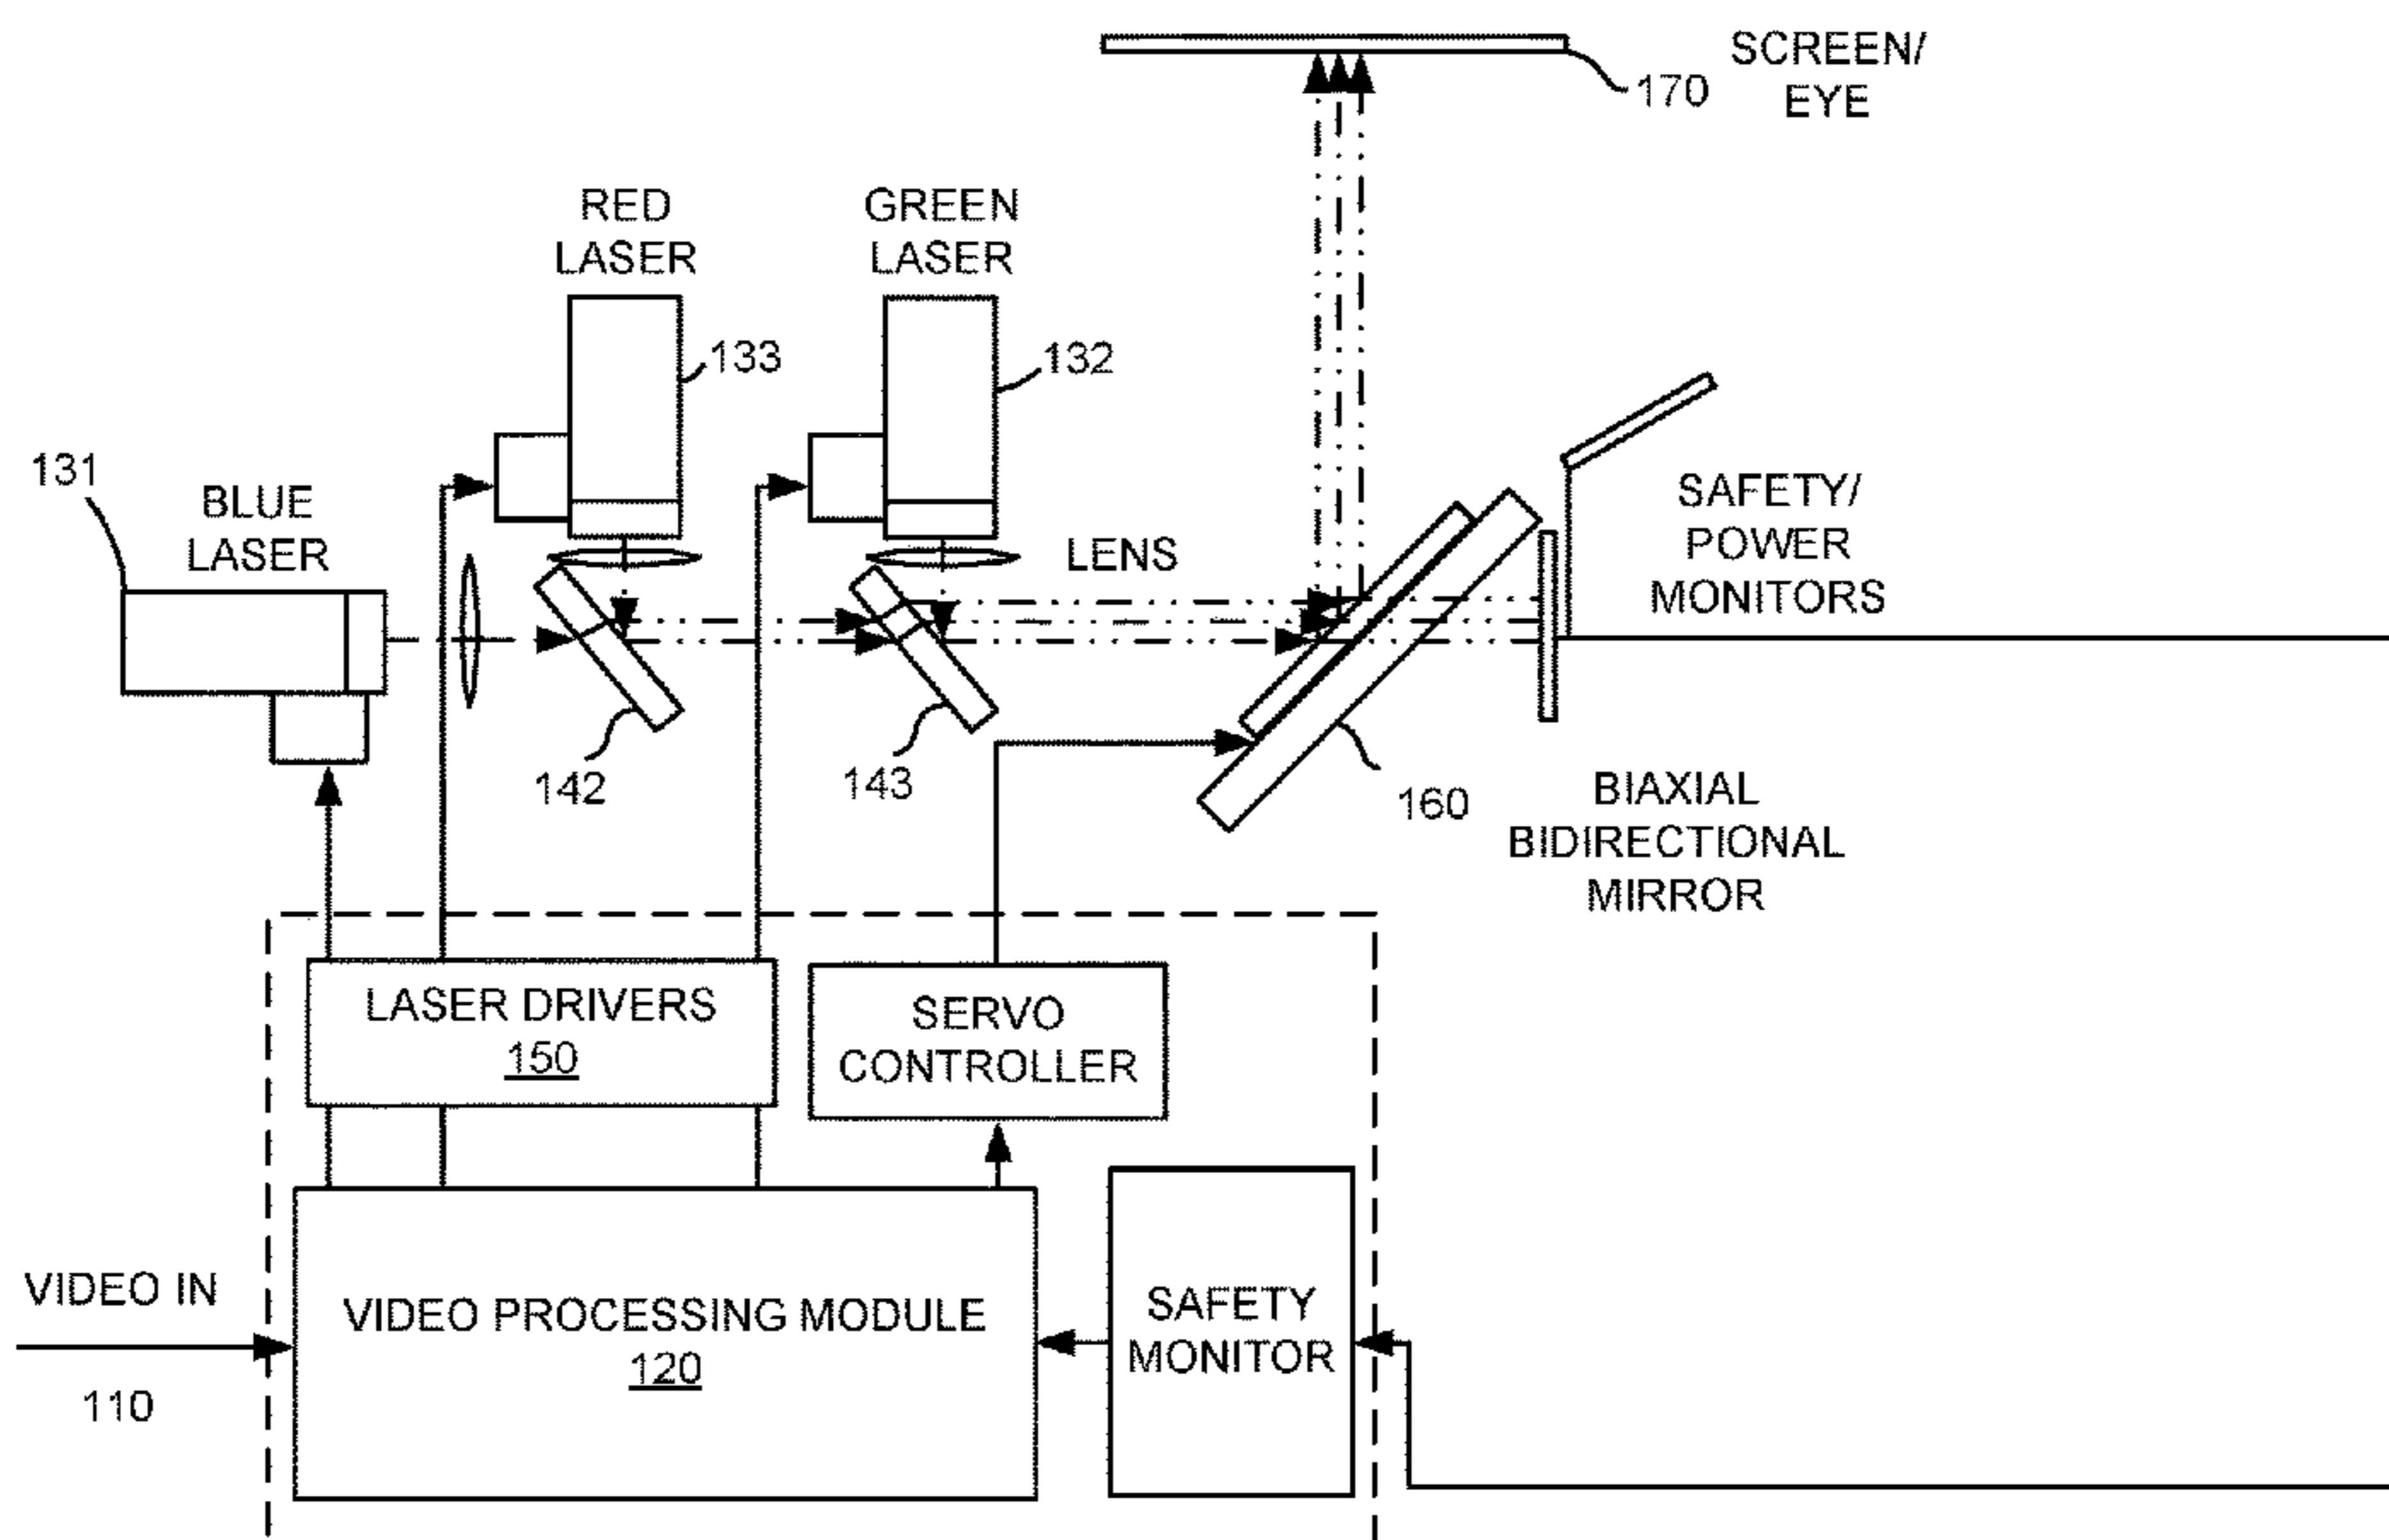 SCREEN/
EYE
170
RED
LASER
GREEN
LASER
133
132
131
BLUE
LASER
LENS
SAFETY/
POWER
MONITORS
142
143
160
BIAXIAL
BIDIRECTIONAL
MIRROR
LASER DRIVERS
150
SERVO
CONTROLLER
VIDEO IN
110
VIDEO PROCESSING MODULE
120
SAFETY
MONITOR